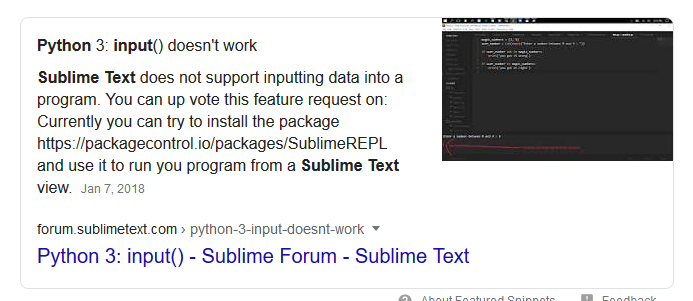 Python 3: input() doesn't work
Sublime Text does not support inputting data into a
program. You can up vote this feature request on:
Currently you can try to install the package
https://packagecontrol.io/packages/SublimeREPL
and use it to run you program from a Sublime Text
view. Jan 7, 2018
forum.sublimetext.com › python-3-input-doesnt-work
Python 3: input() - Sublime Forum - Sublime Text
About Featured Snippets Feedback